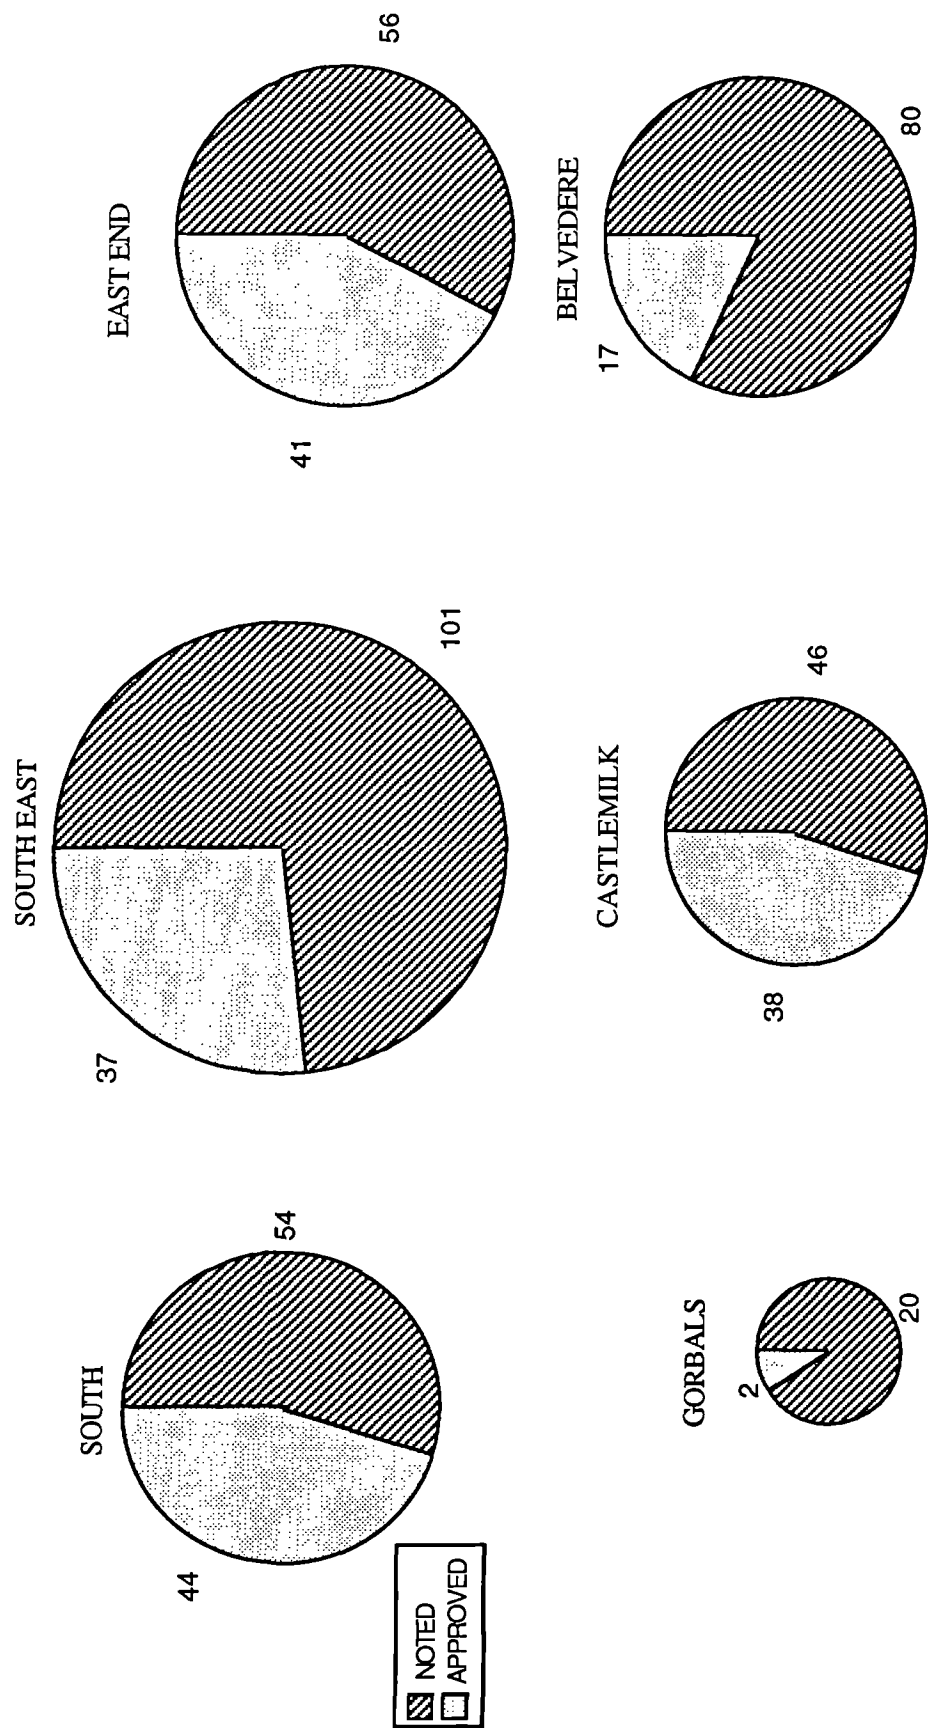 SOUTH
44
54
SOUTH EAST
37
101
EAST END
41
56
GORBALS
2
20
CASTLEMILK
38
46
BELVEDERE
17
80
NOTED
APPROVED